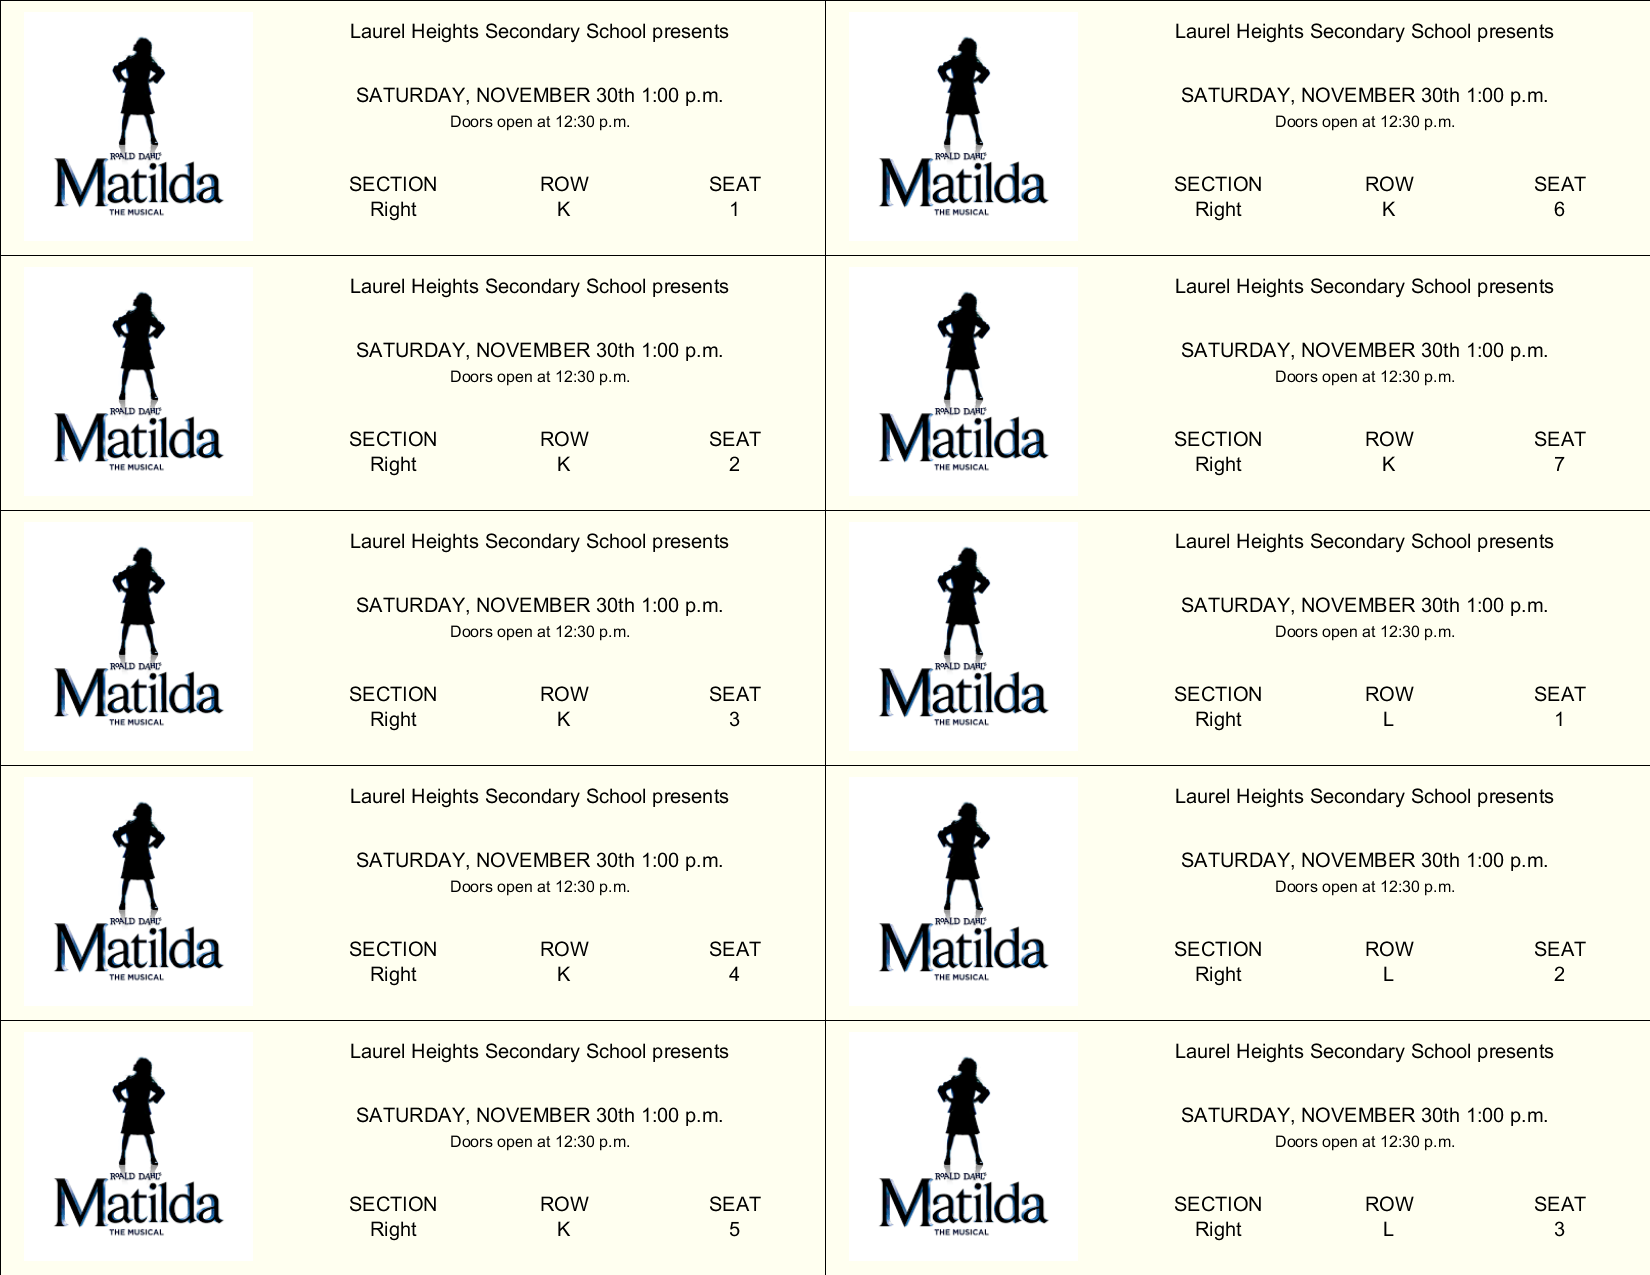 Laurel Heights Secondary School presents
SATURDAY, NOVEMBER 30th 1:00 p.m.
Doors open at 12:30 p.m.
ROALD DAHL'S
Matilda
THE MUSICAL
SECTION ROW SEAT
Right K 1
Laurel Heights Secondary School presents
SATURDAY, NOVEMBER 30th 1:00 p.m.
Doors open at 12:30 p.m.
ROALD DAHL'S
Matilda
THE MUSICAL
SECTION ROW SEAT
Right K 6
Laurel Heights Secondary School presents
SATURDAY, NOVEMBER 30th 1:00 p.m.
Doors open at 12:30 p.m.
ROALD DAHL'S
Matilda
THE MUSICAL
SECTION ROW SEAT
Right K 2
Laurel Heights Secondary School presents
SATURDAY, NOVEMBER 30th 1:00 p.m.
Doors open at 12:30 p.m.
ROALD DAHL'S
Matilda
THE MUSICAL
SECTION ROW SEAT
Right K 7
Laurel Heights Secondary School presents
SATURDAY, NOVEMBER 30th 1:00 p.m.
Doors open at 12:30 p.m.
ROALD DAHL'S
Matilda
THE MUSICAL
SECTION ROW SEAT
Right K 3
Laurel Heights Secondary School presents
SATURDAY, NOVEMBER 30th 1:00 p.m.
Doors open at 12:30 p.m.
ROALD DAHL'S
Matilda
THE MUSICAL
SECTION ROW SEAT
Right L 1
Laurel Heights Secondary School presents
SATURDAY, NOVEMBER 30th 1:00 p.m.
Doors open at 12:30 p.m.
ROALD DAHL'S
Matilda
THE MUSICAL
SECTION ROW SEAT
Right K 4
Laurel Heights Secondary School presents
SATURDAY, NOVEMBER 30th 1:00 p.m.
Doors open at 12:30 p.m.
ROALD DAHL'S
Matilda
THE MUSICAL
SECTION ROW SEAT
Right L 2
Laurel Heights Secondary School presents
SATURDAY, NOVEMBER 30th 1:00 p.m.
Doors open at 12:30 p.m.
ROALD DAHL'S
Matilda
THE MUSICAL
SECTION ROW SEAT
Right K 5
Laurel Heights Secondary School presents
SATURDAY, NOVEMBER 30th 1:00 p.m.
Doors open at 12:30 p.m.
ROALD DAHL'S
Matilda
THE MUSICAL
SECTION ROW SEAT
Right L 3